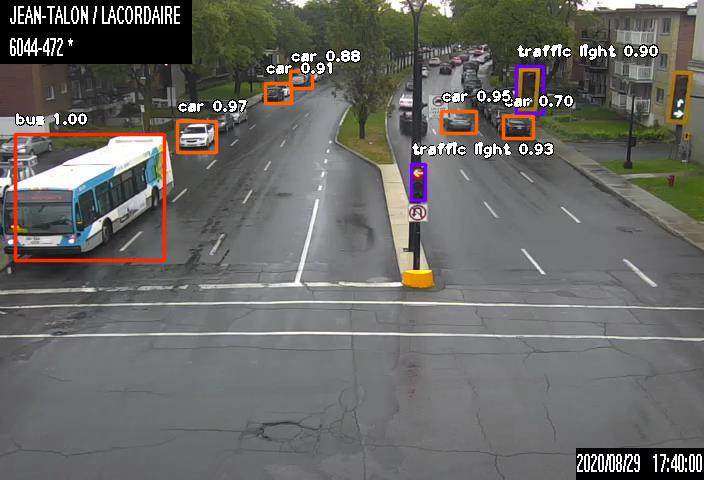 JEAN-TALON / LACORDAIRE
6044-472 *
car 0.88
car 0.91
traffic light 0.90
car 0.97
car 0.95
car 0.70
bus 1.00
traffic light 0.93
2020/08/29 17:40:00